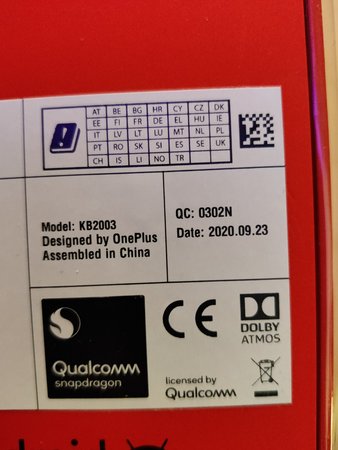 AT BE BG HR CY CZ DK
EE FI FR DE EL HU IE
IT LV LT LU MT NL PL
PT RO SK SI ES SE UK
CH IS LI NO TR
Model: KB2003
Designed by OnePlus
Assembled in China
QC: 0302N
Date: 2020.09.23
Qualcomm
snapdragon
CE
DOLBY
ATMOS
licensed by
Qualcomm